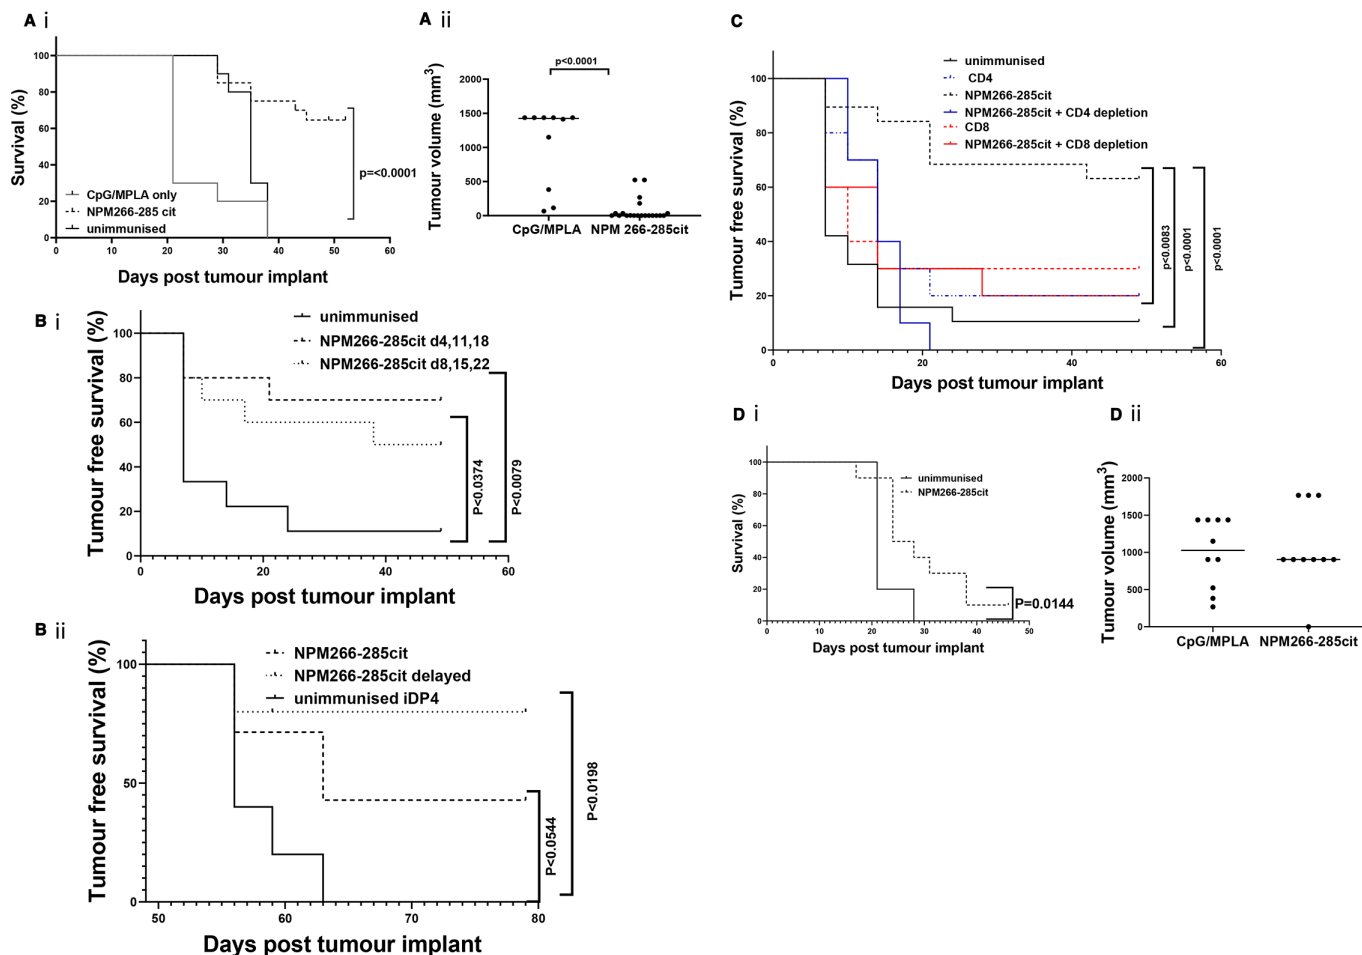 A i
Survival (%)
100
80
60
40
20
0
CpG/MPLA only
NPM266-285 cit
unimmunised
p=<0.0001
0 10 20 30 40 50 60
Days post tumour implant
A ii
p<0.0001
Tumour volume (mm3)
2000
1500
1000
500
0
CpG/MPLA NPM 266-285cit
B i
Tumour free survival (%)
100
80
60
40
20
0
unimmunised
NPM266-285cit d4,11,18
NPM266-285cit d8,15,22
P<0.0374
P<0.0079
0 20 40 60
Days post tumour implant
B ii
Tumour free survival (%)
100
50
0
NPM266-285cit
NPM266-285cit delayed
unimmunised iDP4
P<0.0544
P<0.0198
50 60 70 80
Days post tumour implant
C
Tumour free survival (%)
100
80
60
40
20
0
unimmunised
CD4
NPM266-285cit
NPM266-285cit + CD4 depletion
CD8
NPM266-285cit + CD8 depletion
p<0.0083
p<0.0001
p<0.0001
0 20 40 60
Days post tumour implant
D i
Survival (%)
100
80
60
40
20
0
unimmunised
NPM266-285cit
P=0.0144
0 10 20 30 40 50
Days post tumour implant
D ii
Tumour volume (mm3)
2000
1500
1000
500
0
CpG/MPLA NPM266-285cit